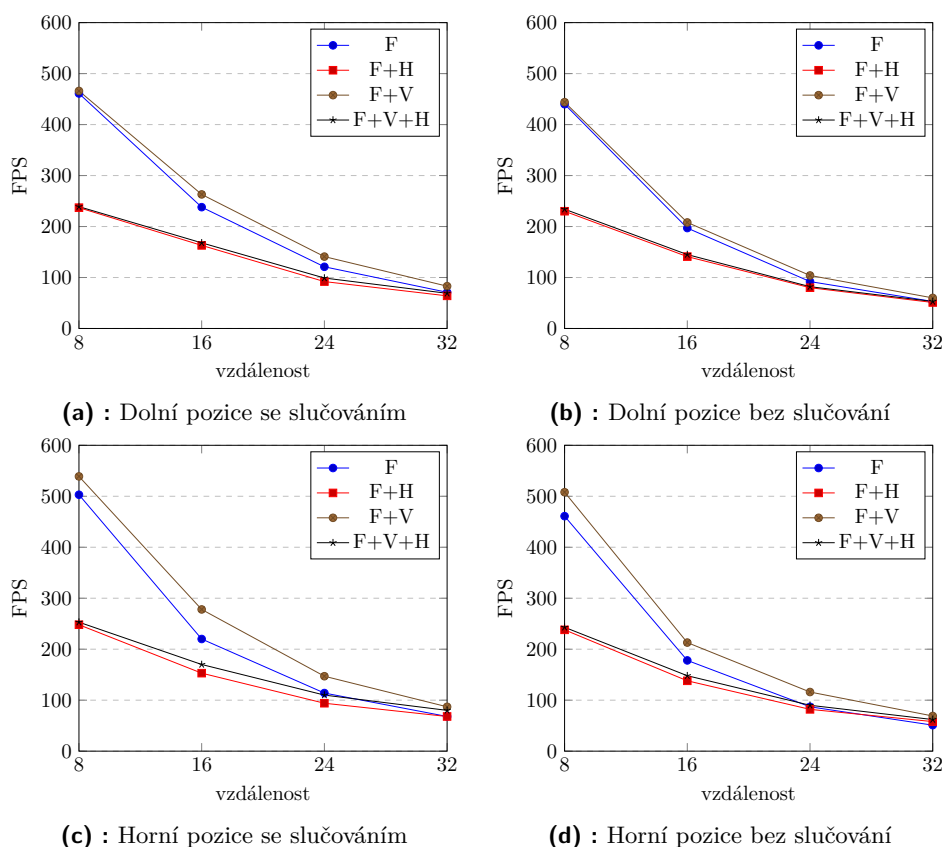 600
500
400
300
200
100
0
FPS
8 16 24 32
vzdálenost
F
F+H
F+V
F+V+H
(a) : Dolní pozice se slučováním
600
500
400
300
200
100
0
FPS
8 16 24 32
vzdálenost
F
F+H
F+V
F+V+H
(b) : Dolní pozice bez slučování
600
500
400
300
200
100
0
FPS
8 16 24 32
vzdálenost
F
F+H
F+V
F+V+H
(c) : Horní pozice se slučováním
600
500
400
300
200
100
0
FPS
8 16 24 32
vzdálenost
F
F+H
F+V
F+V+H
(d) : Horní pozice bez slučování